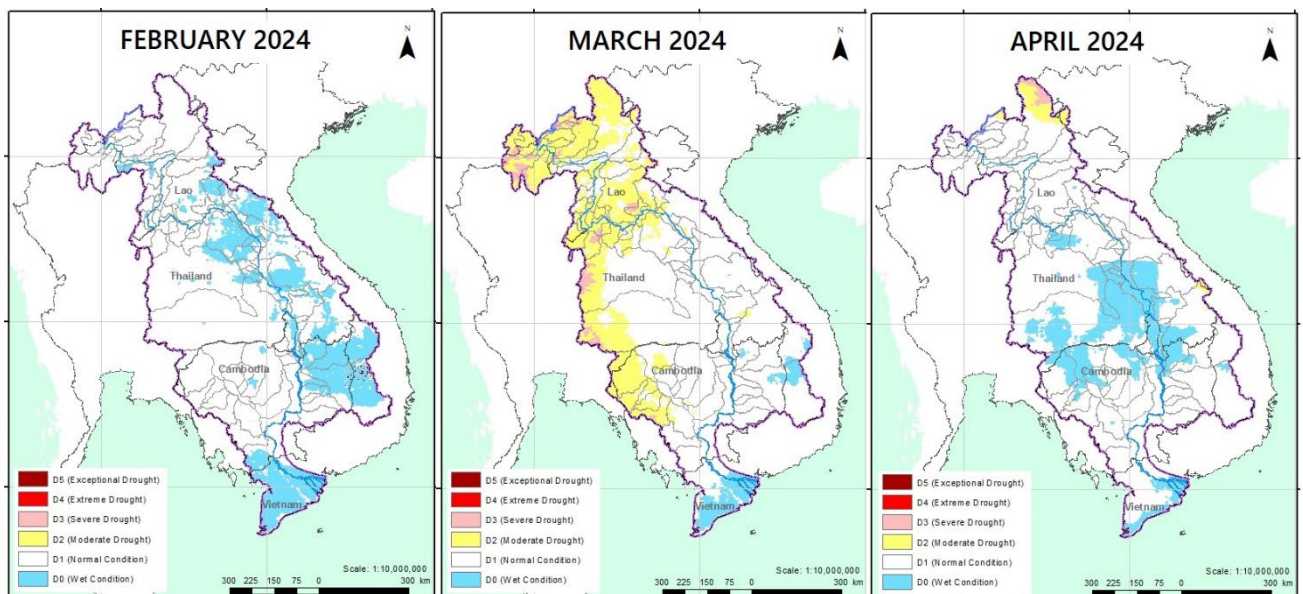 FEBRUARY 2024
N
Lao
Thailand
Cambodia
Vietnam
D5 (Exceptional Drought)
D4 (Extreme Drought)
D3 (Severe Drought)
D2 (Moderate Drought)
D1 (Normal Condition)
D0 (Wet Condition)
Scale: 1:10,000,000
300 225 150 75 0 300 km
MARCH 2024
N
Lao
Thailand
Cambodia
Vietnam
D5 (Exceptional Drought)
D4 (Extreme Drought)
D3 (Severe Drought)
D2 (Moderate Drought)
D1 (Normal Condition)
D0 (Wet Condition)
Scale: 1:10,000,000
300 225 150 75 0 300 km
APRIL 2024
N
Lao
Thailand
Cambodia
Vietnam
D5 (Exceptional Drought)
D4 (Extreme Drought)
D3 (Severe Drought)
D2 (Moderate Drought)
D1 (Normal Condition)
D0 (Wet Condition)
Scale: 1:10,000,000
300 225 150 75 0 300 km